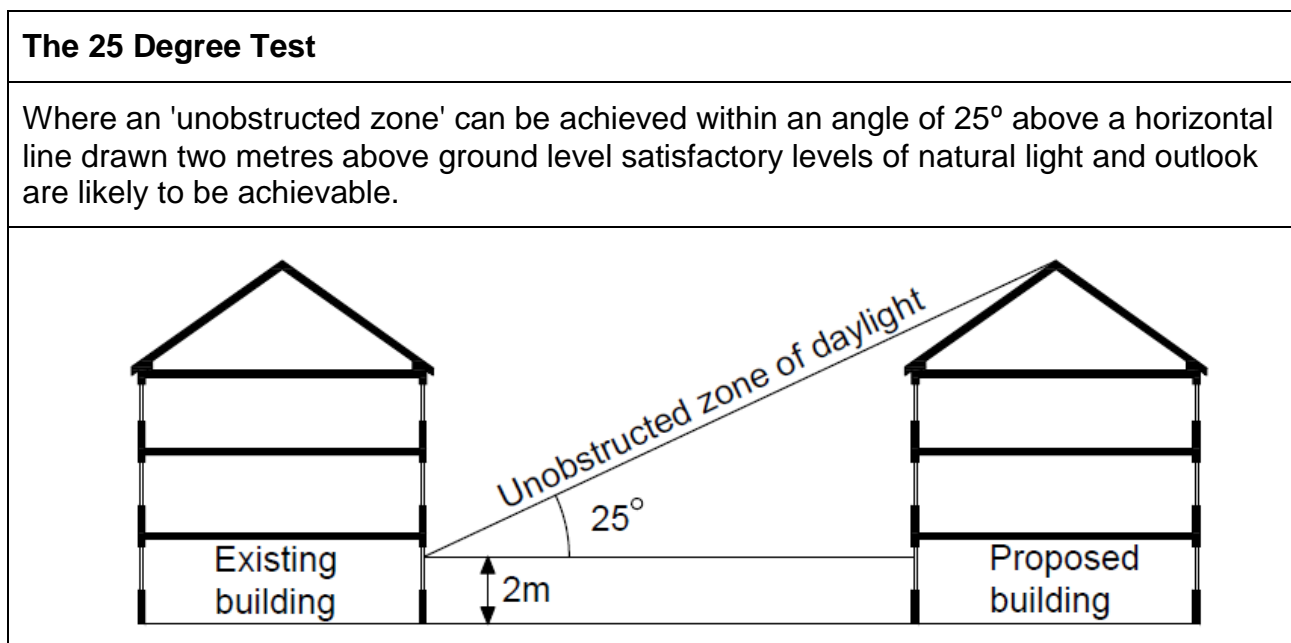 The 25 Degree Test
Where an 'unobstructed zone' can be achieved within an angle of 25º above a horizontal
line drawn two metres above ground level satisfactory levels of natural light and outlook
are likely to be achievable.
Unobstructed zone of daylight
25°
Existing
building
2m
Proposed
building